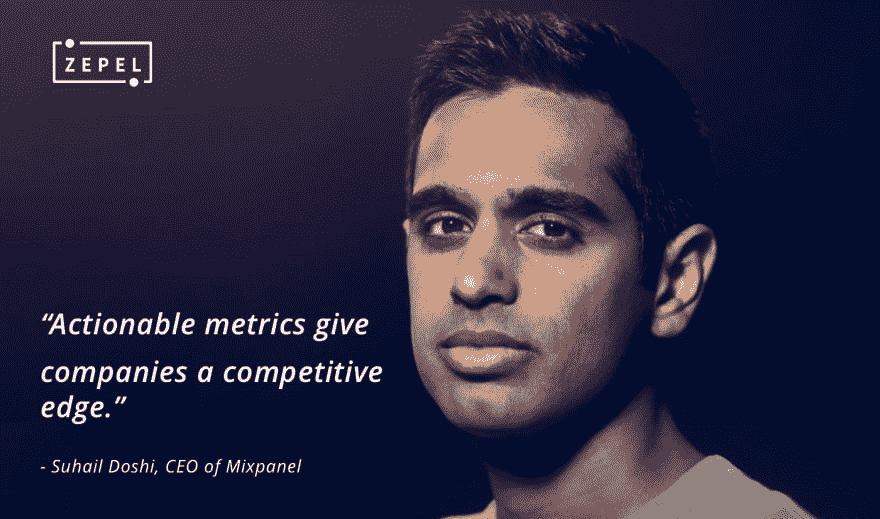 ZEPEL
“Actionable metrics give
companies a competitive
edge.”
- Suhail Doshi, CEO of Mixpanel